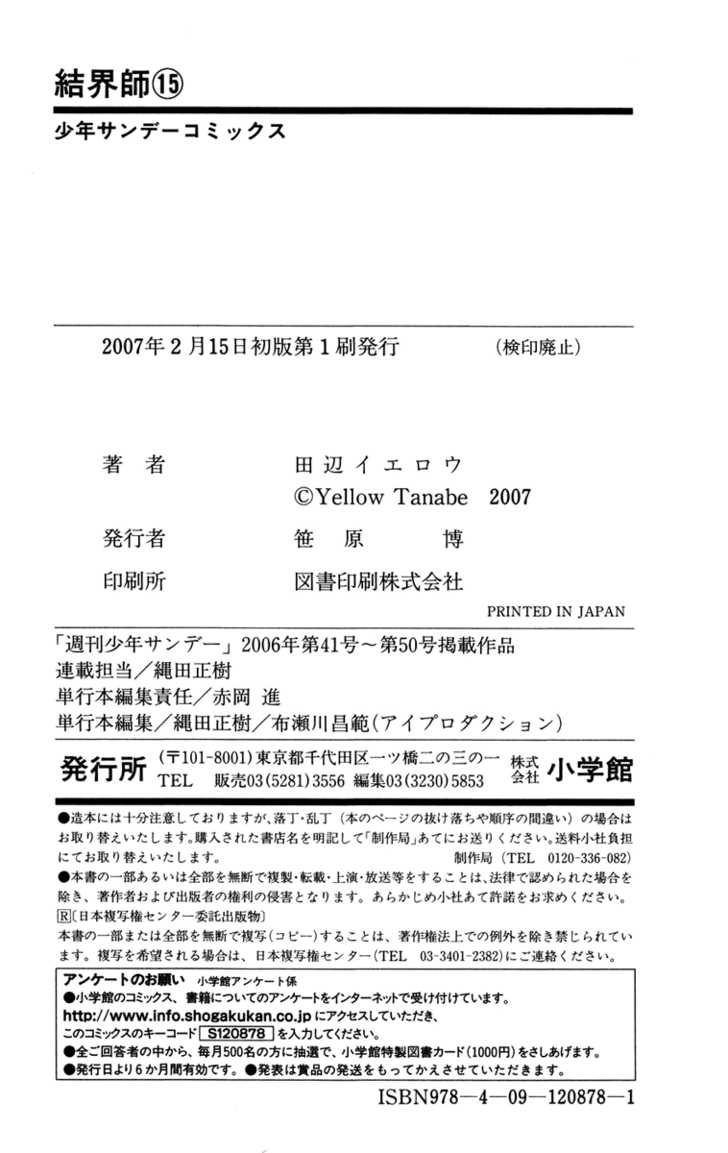 結界師⑮
少年サンデーコミックス
2007年2月15日初版第1刷発行 (検印廃止)
著者 田辺イエロウ
©Yellow Tanabe 2007
発行者 笹原 博
印刷所 図書印刷株式会社
PRINTED IN JAPAN
「週刊少年サンデー」2006年第41号～第50号掲載作品
連載担当／縄田正樹
単行本編集責任／赤岡 進
単行本編集／縄田正樹／布瀬川昌範(アイプロダクション)
発行所 (〒101-8001)東京都千代田区一ツ橋二の三の一 株式会社 小学館
TEL 販売03(5281)3556 編集03(3230)5853
●造本には十分注意しておりますが、落丁・乱丁（本のページの抜け落ちや順序の間違い）の場合は
お取り替えいたします。購入された書店名を明記して「制作局」あてにお送りください。送料小社負担
にてお取り替えいたします。 制作局（TEL 0120-336-082）
●本書の一部あるいは全部を無断で複製・転載・上演・放送等をすることは、法律で認められた場合を
除き、著作者および出版者の権利の侵害となります。あらかじめ小社あて許諾をお求めください。
R〔日本複写権センター委託出版物〕
本書の一部または全部を無断で複写(コピー)することは、著作権法上での例外を除き禁じられてい
ます。複写を希望される場合は、日本複写権センター(TEL 03-3401-2382)にご連絡ください。
アンケートのお願い 小学館アンケート係
●小学館のコミックス、書籍についてのアンケートをインターネットで受け付けています。
http://www.info.shogakukan.co.jp にアクセスしていただき、
このコミックスのキーコード S120878 を入力してください。
●全ご回答者の中から、毎月500名の方に抽選で、小学館特製図書カード(1000円)をさしあげます。
●発行日より6か月間有効です。●発表は賞品の発送をもってかえさせていただきます。
ISBN978-4-09-120878-1